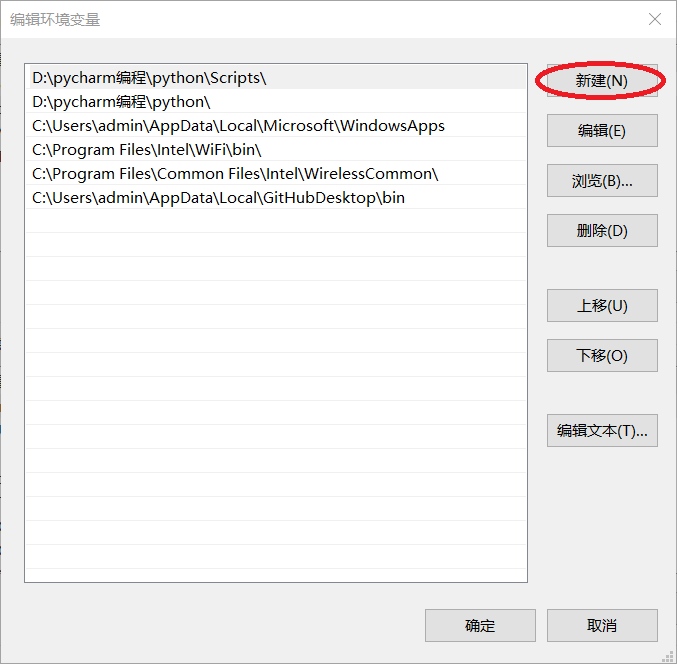 编辑环境变量
D:\pycharm编程\python\Scripts\
D:\pycharm编程\python\
C:\Users\admin\AppData\Local\Microsoft\WindowsApps
C:\Program Files\Intel\WiFi\bin\
C:\Program Files\Common Files\Intel\WirelessCommon\
C:\Users\admin\AppData\Local\GitHubDesktop\bin
新建(N)
编辑(E)
浏览(B)...
删除(D)
上移(U)
下移(O)
编辑文本(T)...
确定
取消